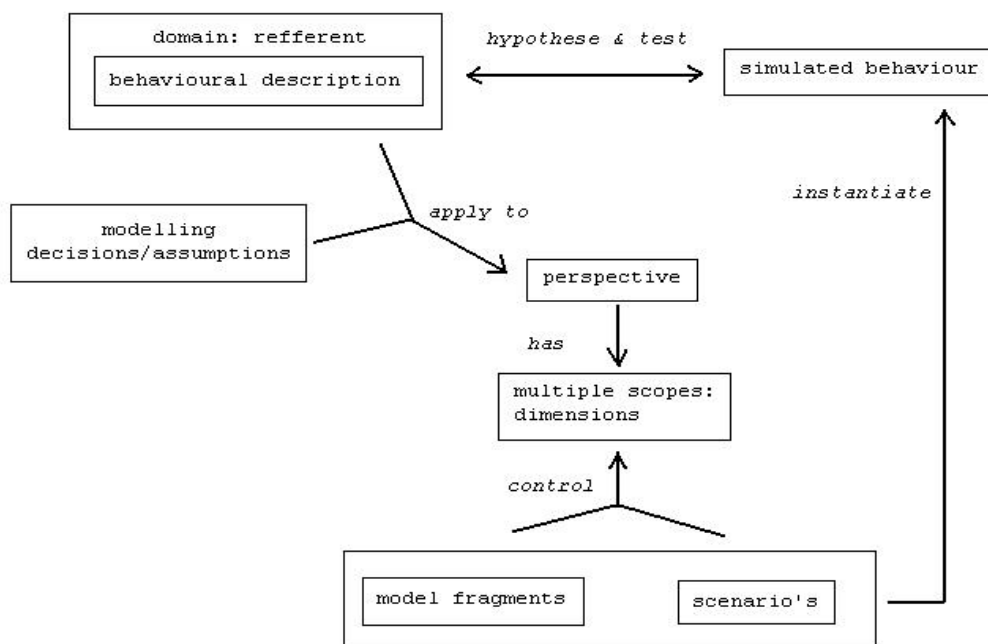 domain: refferent
behavioural description
hypothese & test
simulated behaviour
instantiate
modelling
decisions/assumptions
apply to
perspective
has
multiple scopes:
dimensions
control
model fragments
scenario's